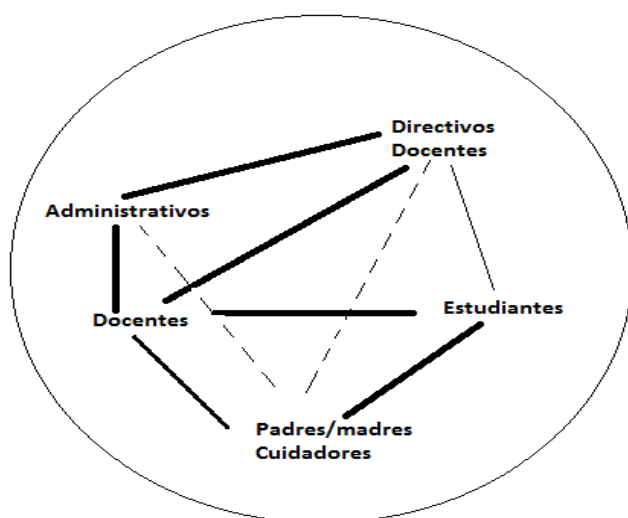 Directivos
Docentes
Administrativos
Docentes
Estudiantes
Padres/madres
Cuidadores